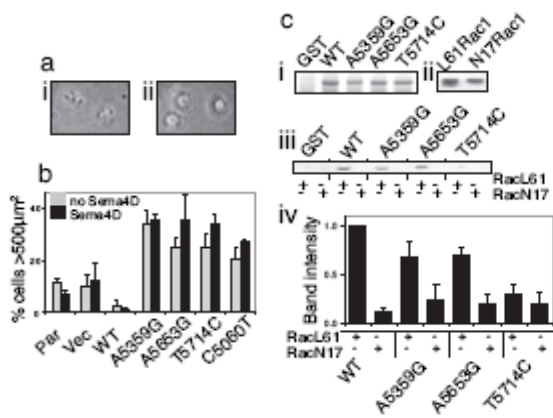 a
i
ii
b
no Sema4D
Sema4D
% cells >500µm²
40
20
0
Par
Vec
WT
A5359G
A5653G
T5714C
C5060T
c
i
GST
WT
A5359G
A5653G
T5714C
ii
L61Rac1
N17Rac1
iii
GST
WT
A5359G
A5653G
T5714C
+ - + - + - + - + - RacL61
- + - + - + - + - + RacN17
iv
Band intensity
1.0
0.5
0.0
RacL61 + - + - + - + -
RacN17 - + - + - + - +
WT
A5359G
A5653G
T5714C